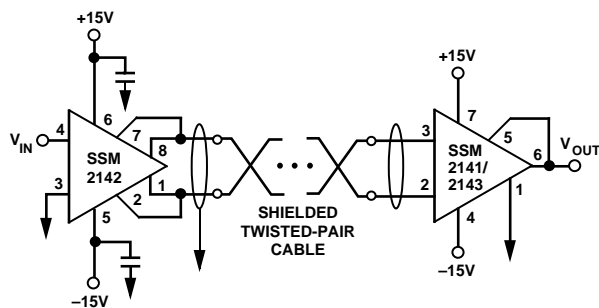 +15V
+15V
6
7
4
8
V_IN
SSM
2142
3
1
2
5
–15V
SHIELDED
TWISTED-PAIR
CABLE
7
3
5
V_OUT
SSM
2141/
2143
6
2
1
4
–15V